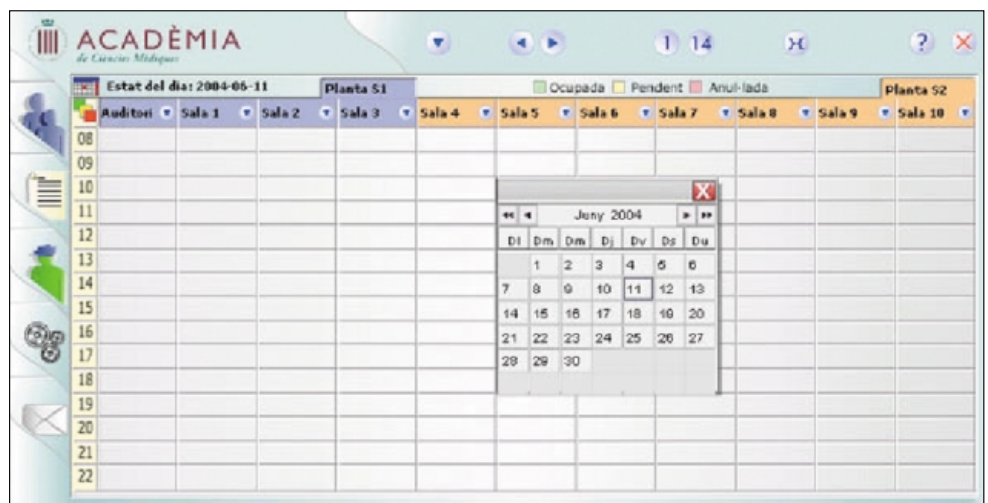 ACADÈMIA
de Ciències Mèdiques
1 14 ? X
Estat del dia: 2004-06-11 Planta S1 Ocupada Pendent Anul·lada Planta S2
Auditori Sala 1 Sala 2 Sala 3 Sala 4 Sala 5 Sala 6 Sala 7 Sala 8 Sala 9 Sala 10
08
09
10
11
12
13
14
15
16
17
18
19
20
21
22
X
Juny 2004
Dl Dm Dm Dj Dv Ds Du
1 2 3 4 5 6
7 8 9 10 11 12 13
14 15 16 17 18 19 20
21 22 23 24 25 26 27
28 29 30